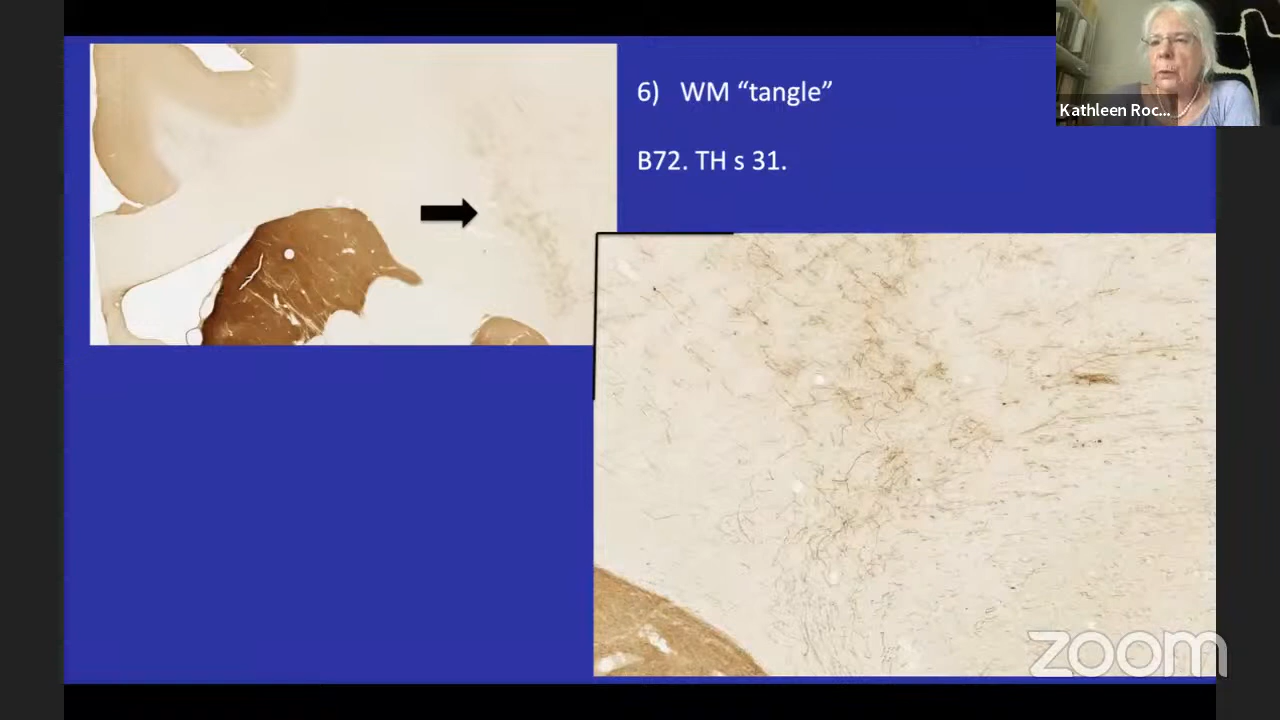 6) WM “tangle”
B72. TH s 31.
Kathleen Roc...
zoom